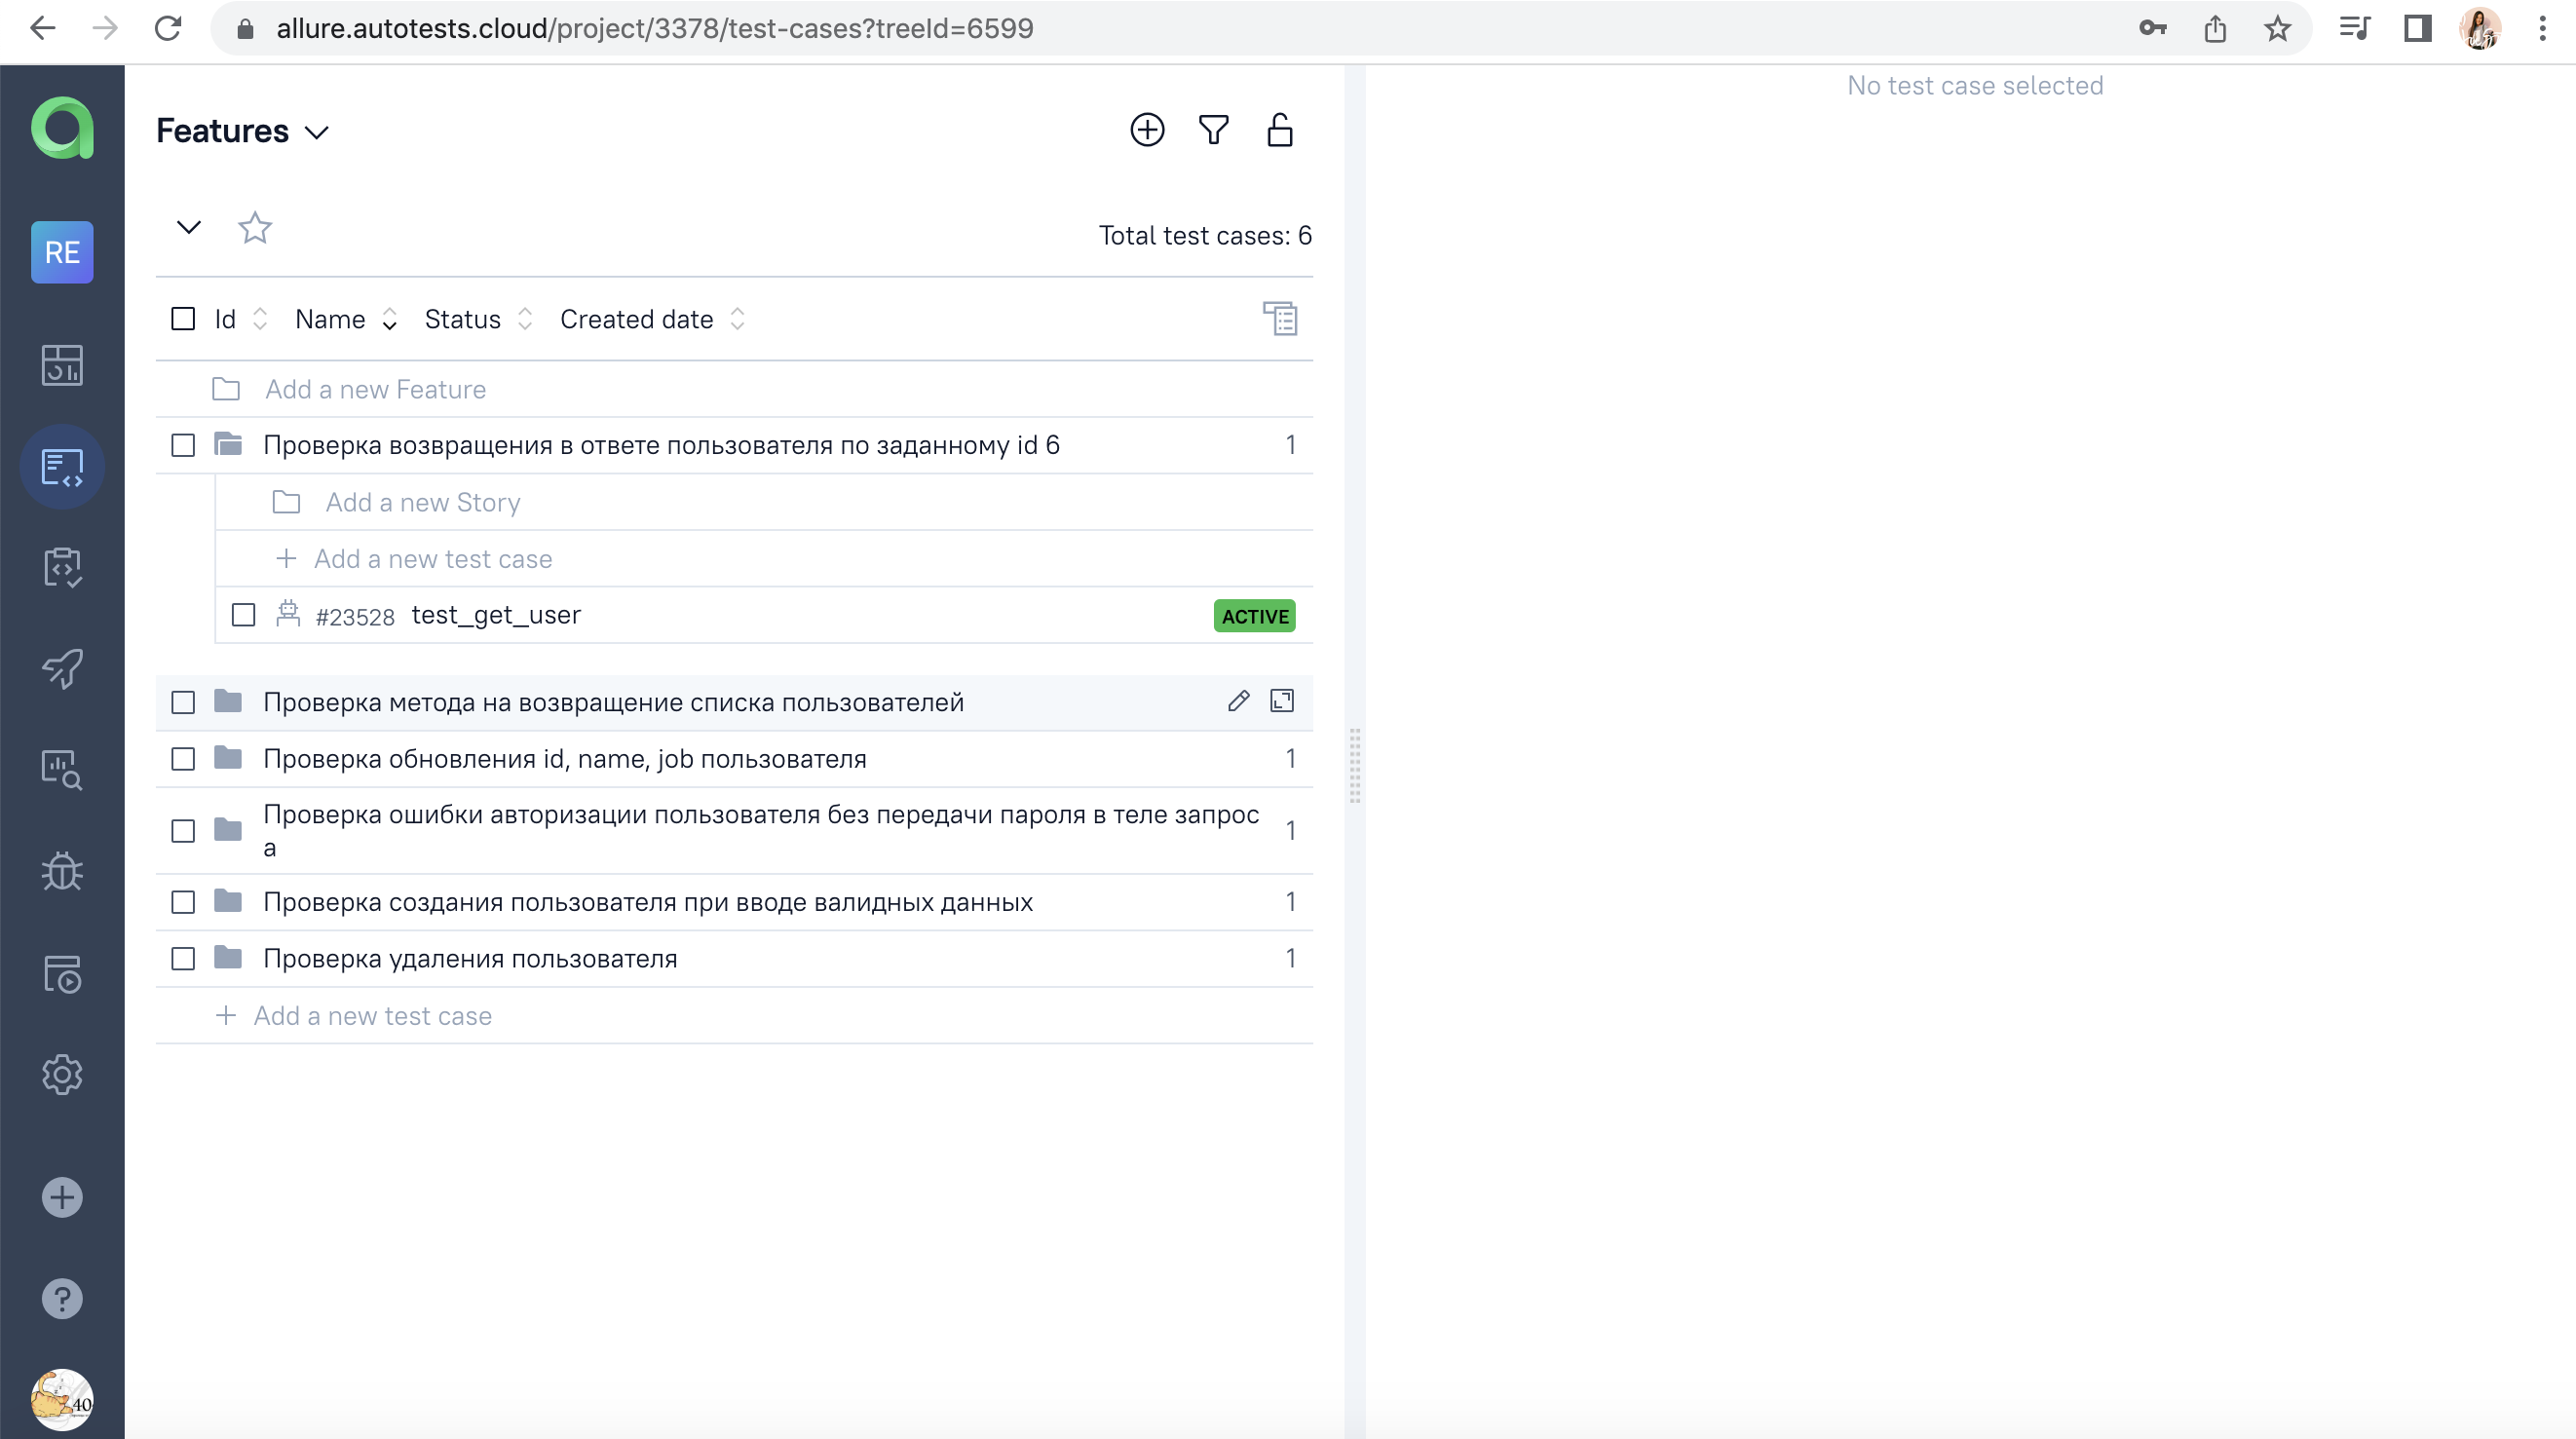 allure.autotests.cloud/project/3378/test-cases?treeId=6599
No test case selected
Features
RE
Total test cases: 6
Id Name Status Created date
Add a new Feature
Проверка возвращения в ответе пользователя по заданному id 6 1
Add a new Story
Add a new test case
#23528 test_get_user ACTIVE
Проверка метода на возвращение списка пользователей
Проверка обновления id, name, job пользователя 1
Проверка ошибки авторизации пользователя без передачи пароля в теле запрос
а 1
Проверка создания пользователя при вводе валидных данных 1
Проверка удаления пользователя 1
Add a new test case
40